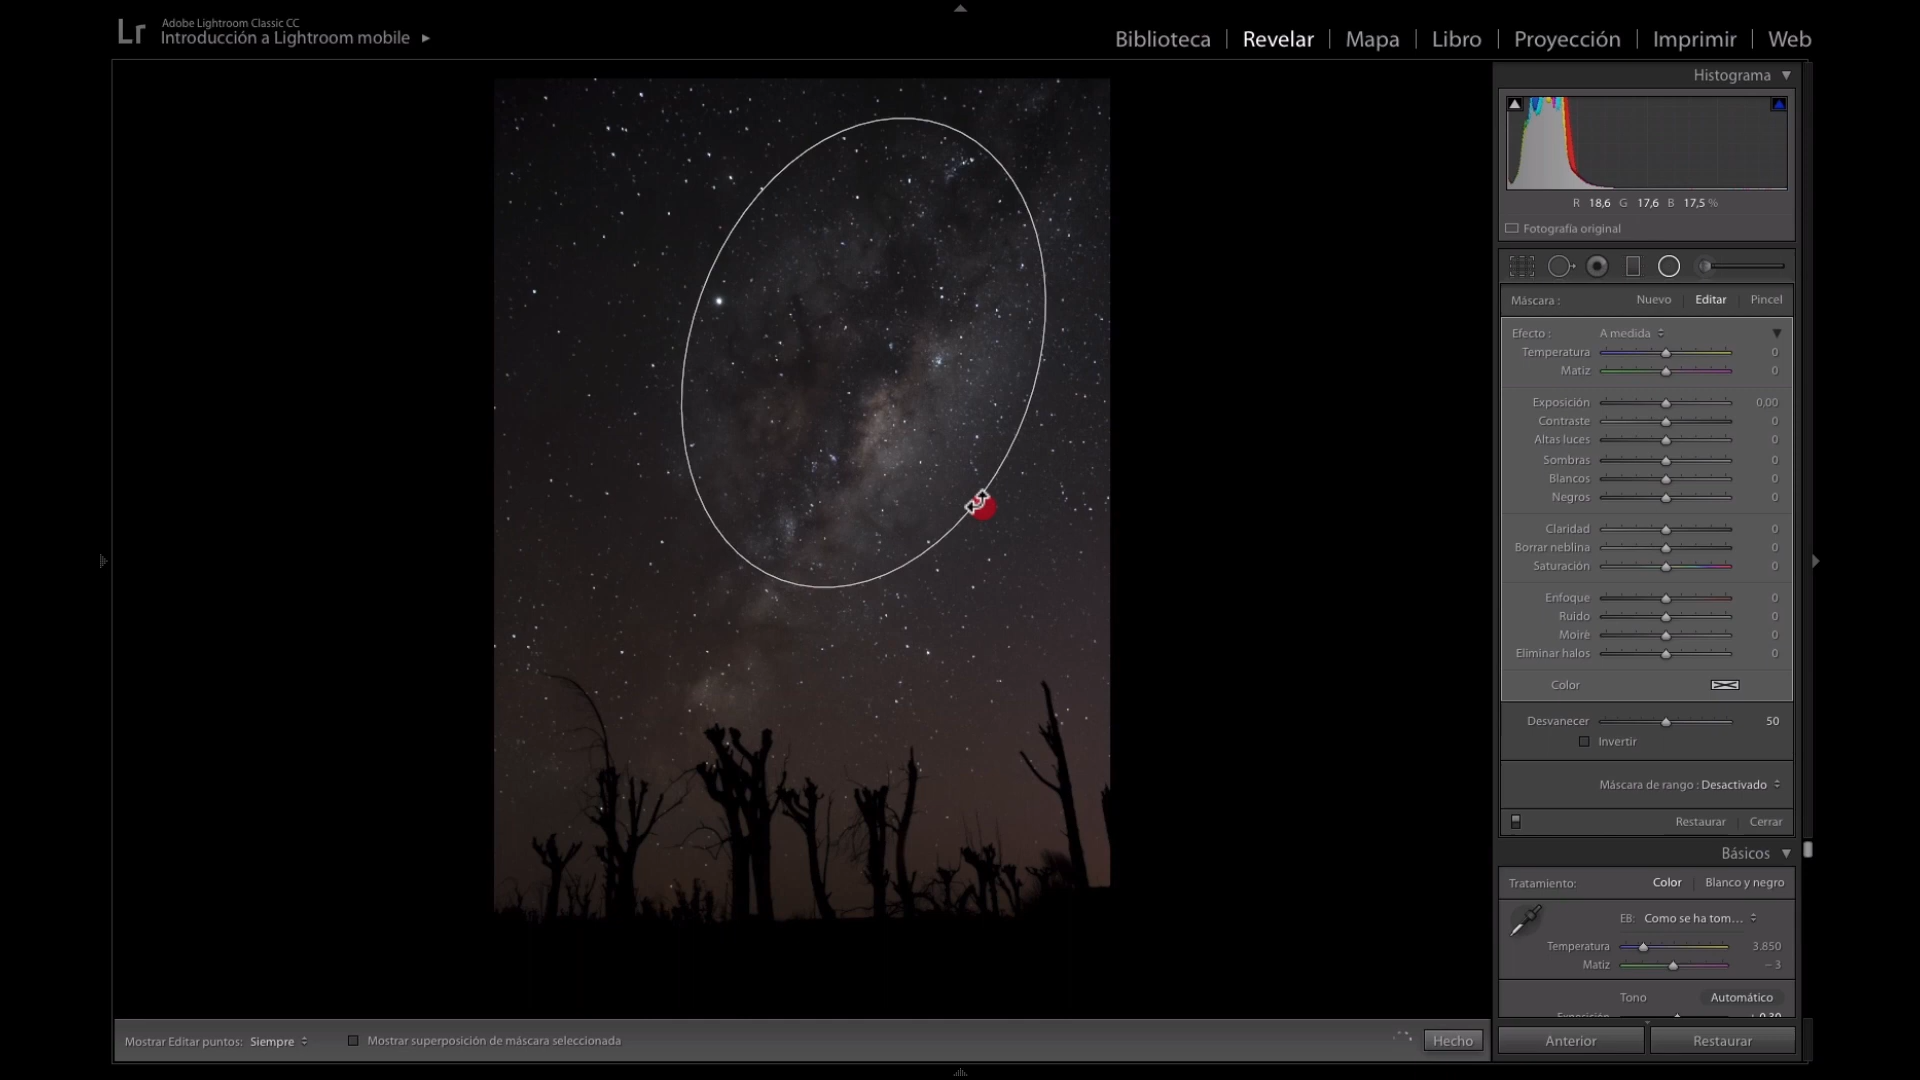 Lr
Adobe Lightroom Classic CC
Introducción a Lightroom mobile
Biblioteca | Revelar | Mapa | Libro | Proyección | Imprimir | Web
Histograma
R 18,6 G 17,6 B 17,5 %
Fotografía original
Máscara : Nuevo Editar Pincel
Efecto : A medida
Temperatura 0
Matiz 0
Exposición 0,00
Contraste 0
Altas luces 0
Sombras 0
Blancos 0
Negros 0
Claridad 0
Borrar neblina 0
Saturación 0
Enfoque 0
Ruido 0
Moiré 0
Eliminar halos 0
Color
Desvanecer 50
Invertir
Máscara de rango : Desactivado
Restaurar Cerrar
Básicos
Tratamiento: Color Blanco y negro
EB: Como se ha tom...
Temperatura 3.850
Matiz – 3
Tono Automático
Exposición + 0,30
Mostrar Editar puntos: Siempre Mostrar superposición de máscara seleccionada Hecho
Anterior Restaurar